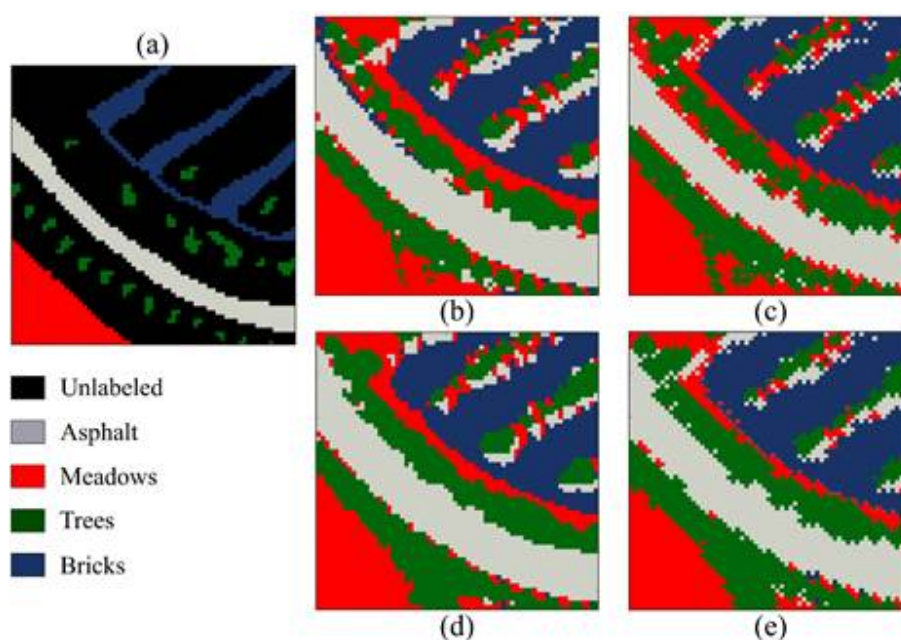 (a)
(b)
(c)
Unlabeled
Asphalt
Meadows
Trees
Bricks
(d)
(e)